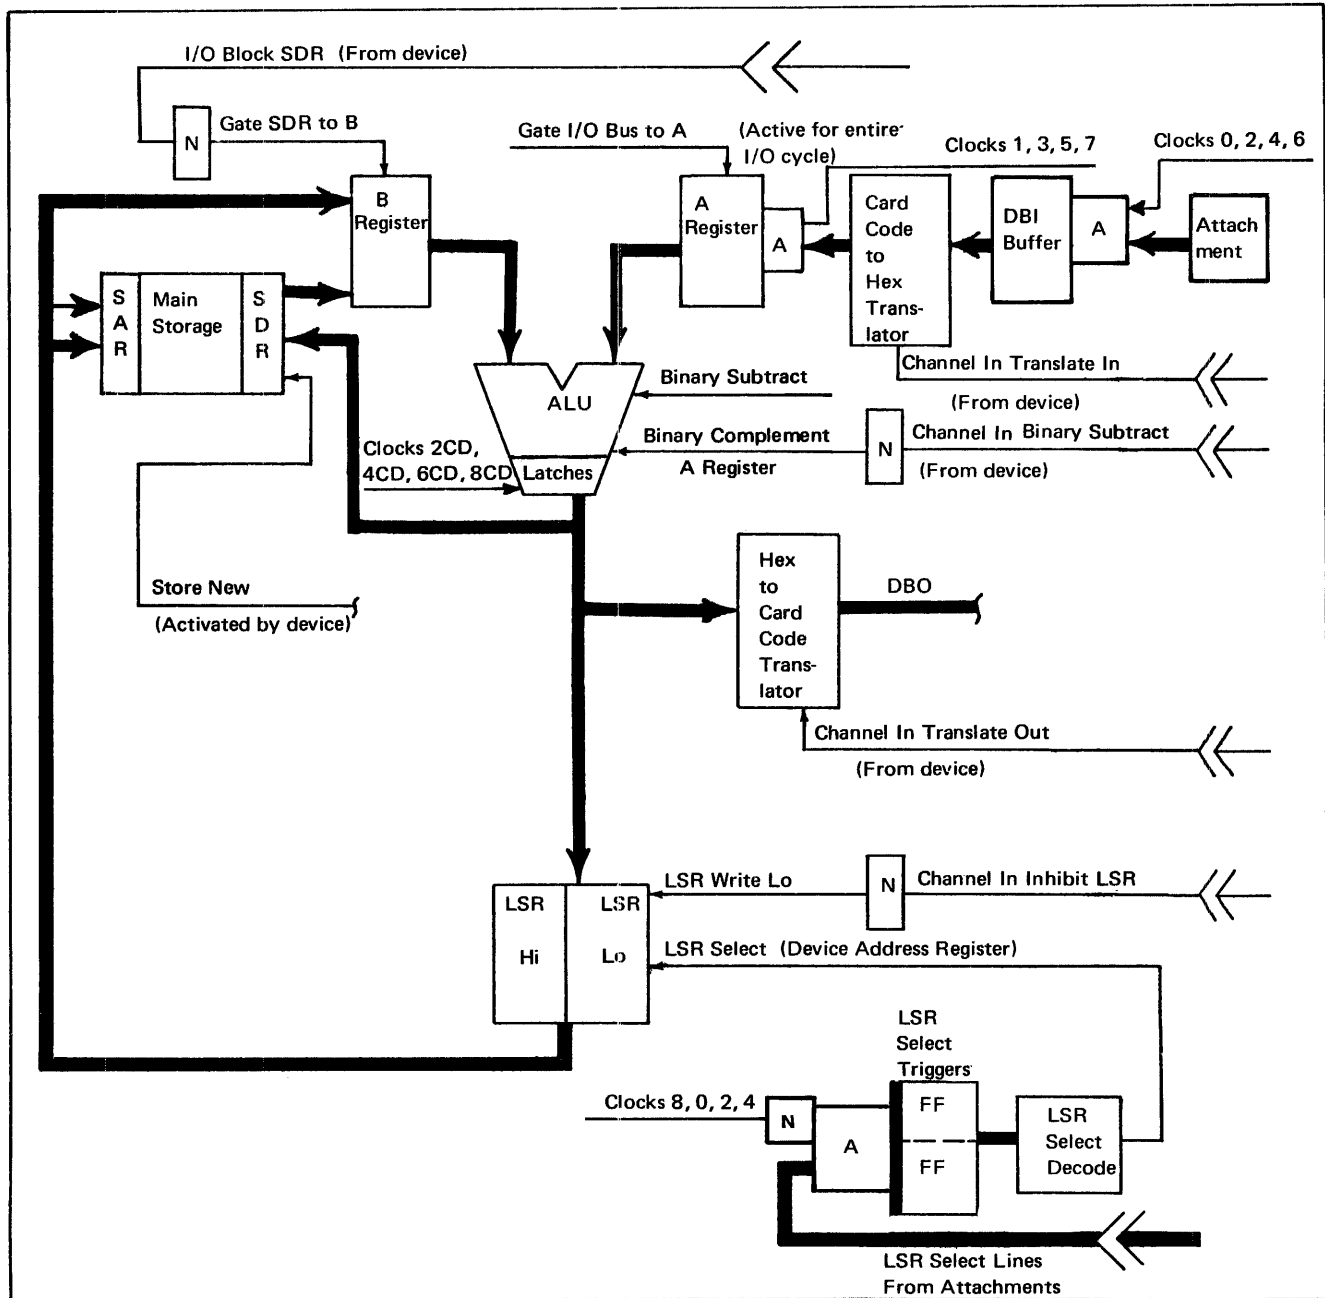 I/O Block SDR (From device)
N
Gate SDR to B
Gate I/O Bus to A
(Active for entire
I/O cycle)
Clocks 1, 3, 5, 7
Clocks 0, 2, 4, 6
B
Register
A
Register
A
Card
Code
to
Hex
Trans-
lator
DBI
Buffer
A
Attach
ment
S
A
R
Main
Storage
S
D
R
Channel In Translate In
(From device)
ALU
Binary Subtract
Clocks 2CD,
4CD, 6CD, 8CD
Latches
Binary Complement
A Register
N
Channel In Binary Subtract
(From device)
Store New
(Activated by device)
Hex
to
Card
Code
Trans-
lator
DBO
Channel In Translate Out
(From device)
LSR
Hi
LSR
Lo
LSR Write Lo
N
Channel In Inhibit LSR
LSR Select (Device Address Register)
LSR
Select
Triggers
Clocks 8, 0, 2, 4
N
A
FF
FF
LSR
Select
Decode
LSR Select Lines
From Attachments